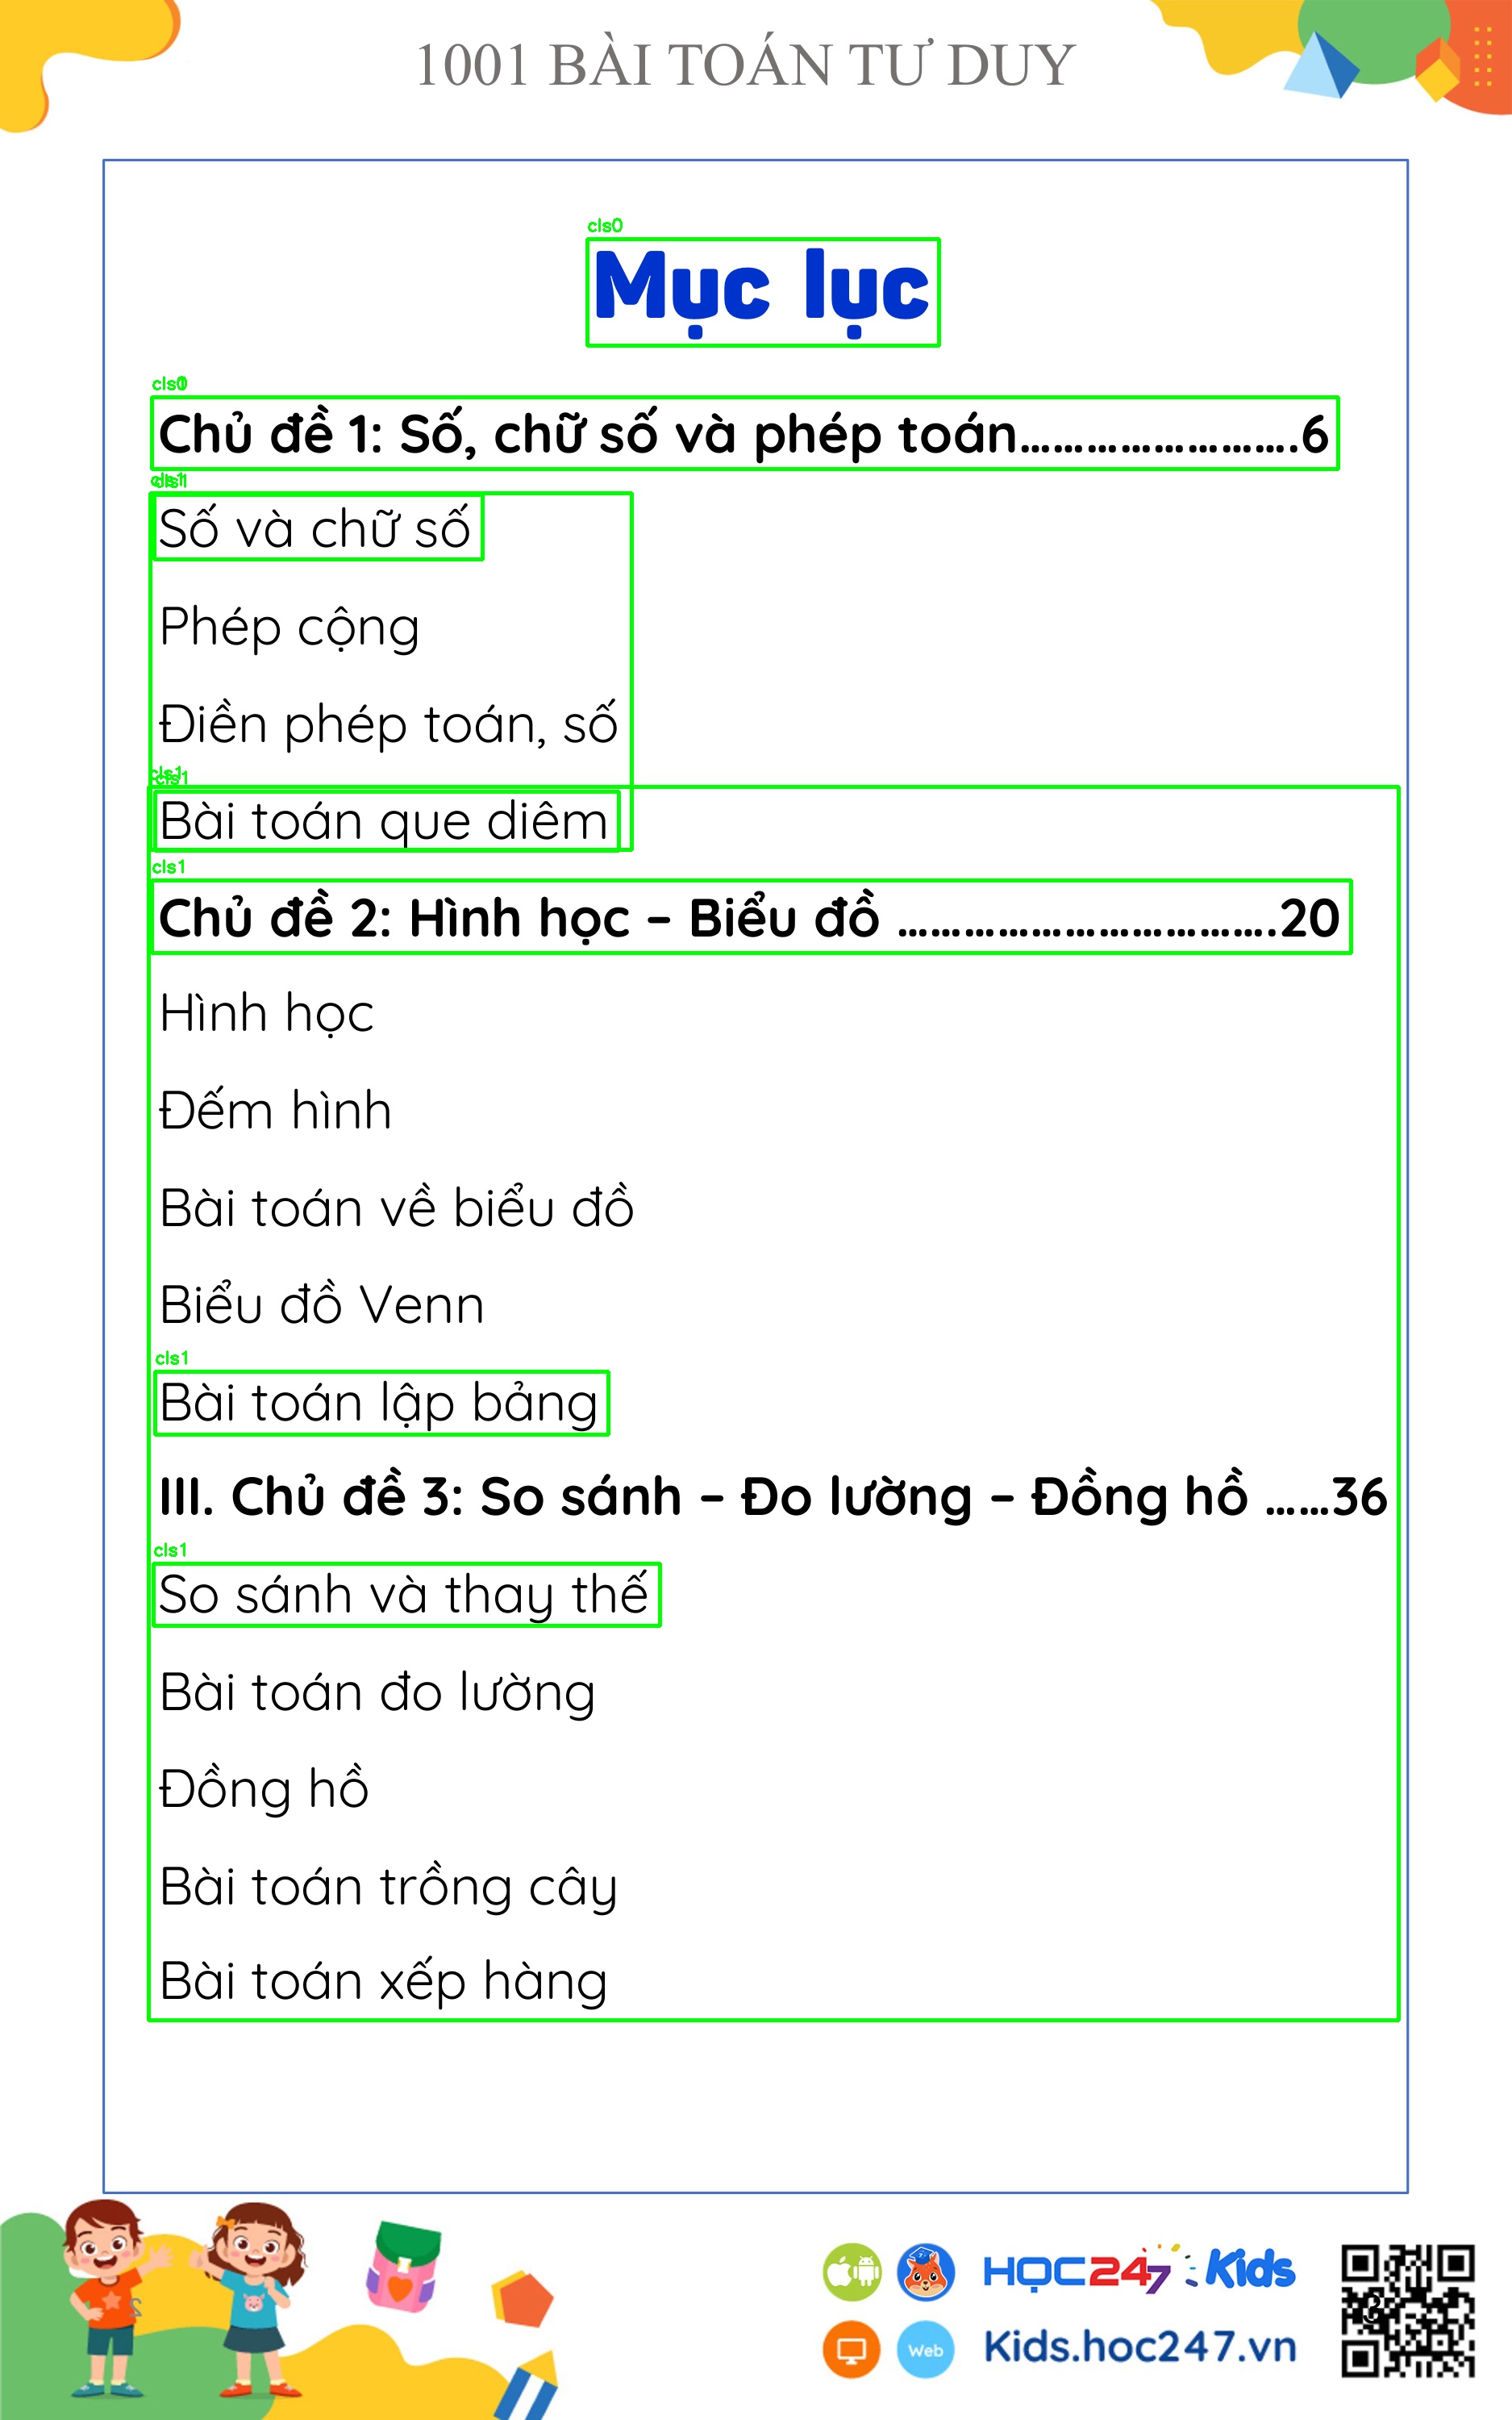 1001 BÀI TOÁN TƯ DUY
cls0
Mục lục
cls0
Chủ đề 1: Số, chữ số và phép toán…………………….6
cls1
Số và chữ số
Phép cộng
Điền phép toán, số
cls1
Bài toán que diêm
cls1
Chủ đề 2: Hình học – Biểu đồ …………………………….20
Hình học
Đếm hình
Bài toán về biểu đồ
Biểu đồ Venn
cls1
Bài toán lập bảng
III. Chủ đề 3: So sánh – Đo lường – Đồng hồ ……36
cls1
So sánh và thay thế
Bài toán đo lường
Đồng hồ
Bài toán trồng cây
Bài toán xếp hàng
2
HỌC247 Kids
3
Web
Kids.hoc247.vn